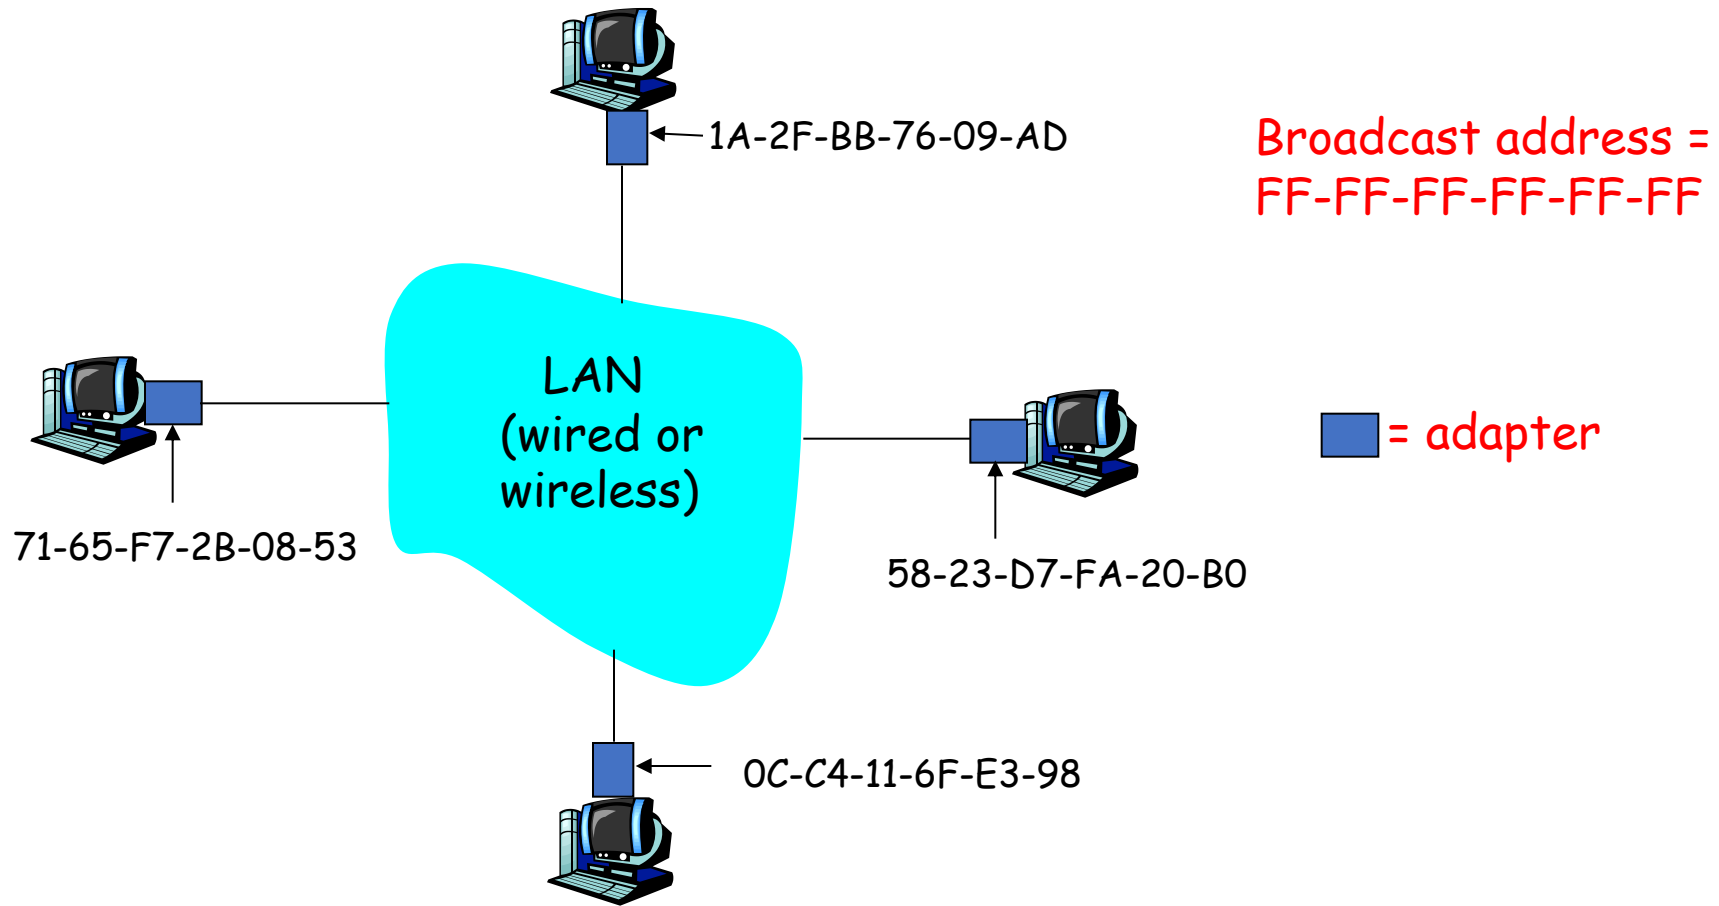 1A-2F-BB-76-09-AD
Broadcast address =
FF-FF-FF-FF-FF-FF
LAN
(wired or
wireless)
= adapter
71-65-F7-2B-08-53
58-23-D7-FA-20-B0
0C-C4-11-6F-E3-98